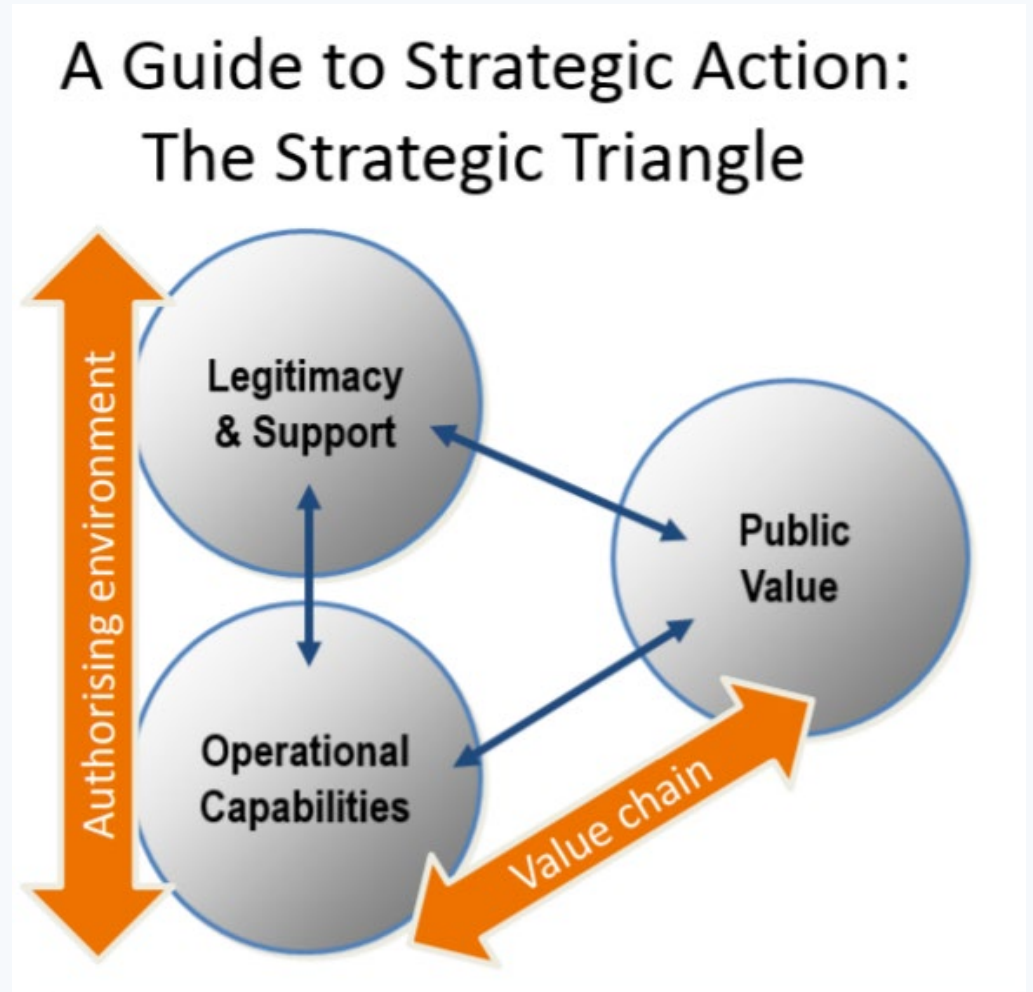 A Guide to Strategic Action:
The Strategic Triangle
Authorising environment
Legitimacy
& Support
Public
Value
Operational
Capabilities
Value chain